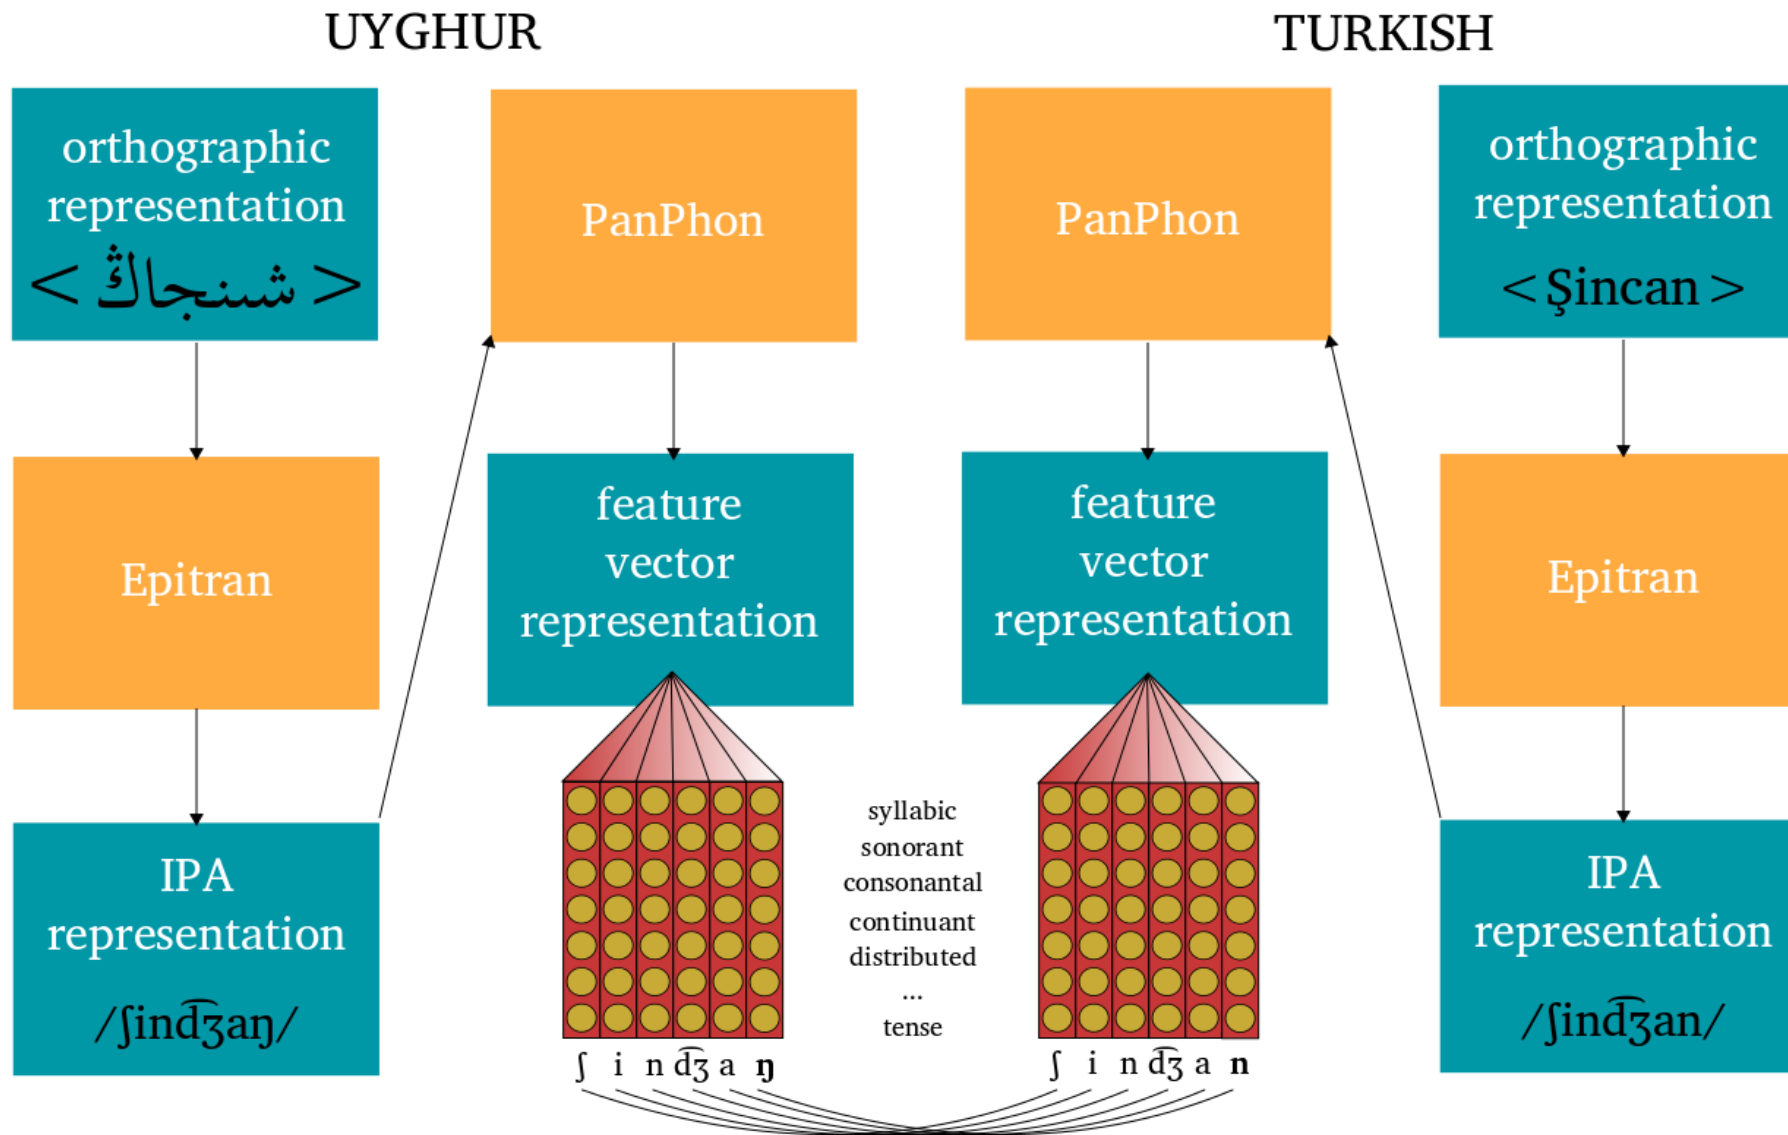 UYGHUR
TURKISH
orthographic
representation
< شىنجاڭ >
PanPhon
PanPhon
orthographic
representation
<Şincan>
Epitran
feature
vector
representation
feature
vector
representation
Epitran
IPA
representation
/ʃind͡ʒaŋ/
syllabic
sonorant
consonantal
continuant
distributed
...
tense
IPA
representation
/ʃind͡ʒan/
ʃ i n d͡ʒ a ŋ
ʃ i n d͡ʒ a n